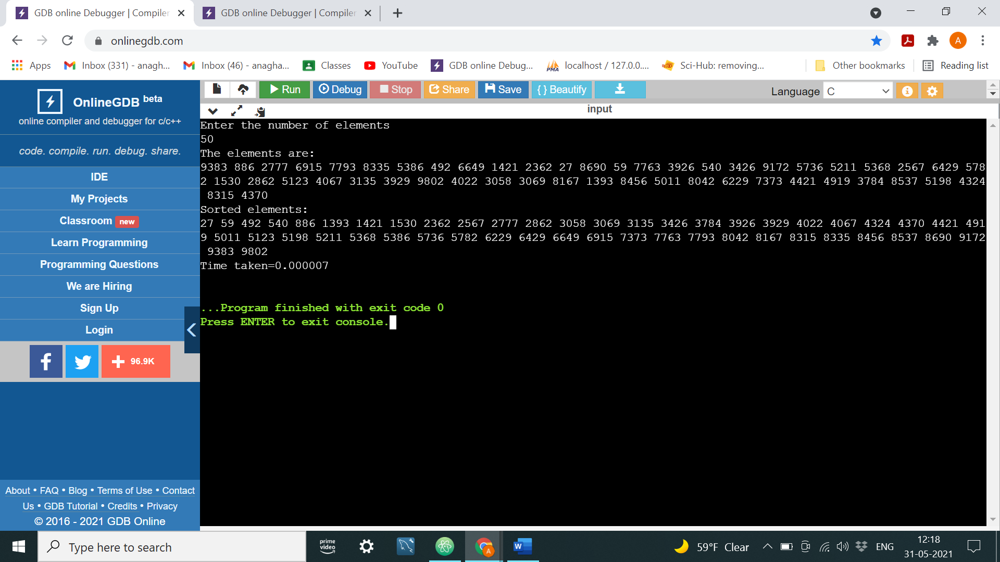 GDB online Debugger | Compiler
GDB online Debugger | Compiler
onlinegdb.com
A
Apps
Inbox (331) - anagh...
Inbox (46) - anagha...
Classes
YouTube
GDB online Debug...
localhost / 127.0.0....
Sci-Hub: removing...
Other bookmarks
Reading list
OnlineGDB beta
online compiler and debugger for c/c++
code. compile. run. debug. share.
IDE
My Projects
Classroom new
Learn Programming
Programming Questions
We are Hiring
Sign Up
Login
96.9K
About • FAQ • Blog • Terms of Use • Contact
Us • GDB Tutorial • Credits • Privacy
© 2016 - 2021 GDB Online
Run
Debug
Stop
Share
Save
{ } Beautify
Language C
input
Enter the number of elements
50
The elements are:
9383 886 2777 6915 7793 8335 5386 492 6649 1421 2362 27 8690 59 7763 3926 540 3426 9172 5736 5211 5368 2567 6429 578
2 1530 2862 5123 4067 3135 3929 9802 4022 3058 3069 8167 1393 8456 5011 8042 6229 7373 4421 4919 3784 8537 5198 4324
8315 4370
Sorted elements:
27 59 492 540 886 1393 1421 1530 2362 2567 2777 2862 3058 3069 3135 3426 3784 3926 3929 4022 4067 4324 4370 4421 491
9 5011 5123 5198 5211 5368 5386 5736 5782 6229 6429 6649 6915 7373 7763 7793 8042 8167 8315 8335 8456 8537 8690 9172
9383 9802
Time taken=0.000007
...Program finished with exit code 0
Press ENTER to exit console.
Type here to search
prime
video
A
W
59°F Clear
ENG
12:18
31-05-2021